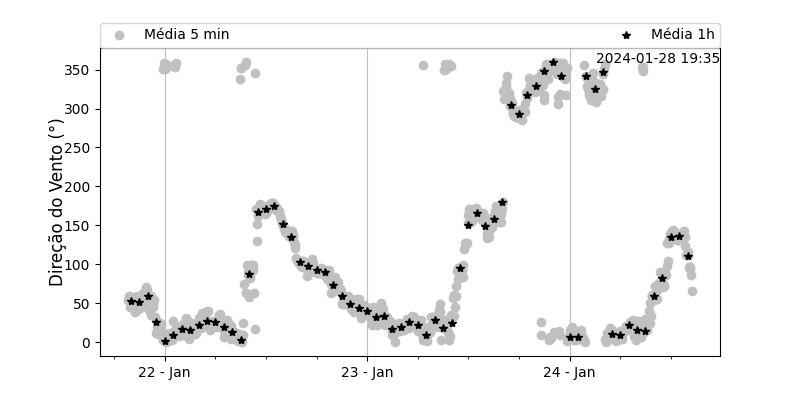 Média 5 min
Média 1h
2024-01-28 19:35
Direção do Vento (°)
350
300
250
200
150
100
50
0
22 - Jan
23 - Jan
24 - Jan